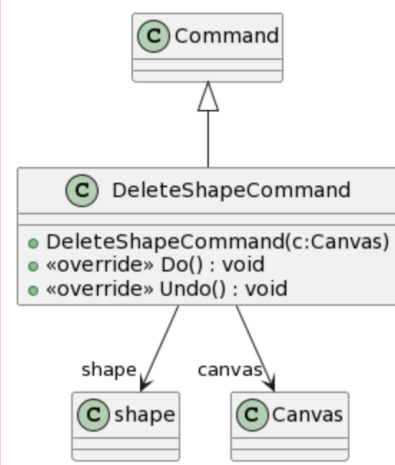 C Command
C DeleteShapeCommand
DeleteShapeCommand(c:Canvas)
«override» Do() : void
«override» Undo() : void
shape canvas
C shape C Canvas